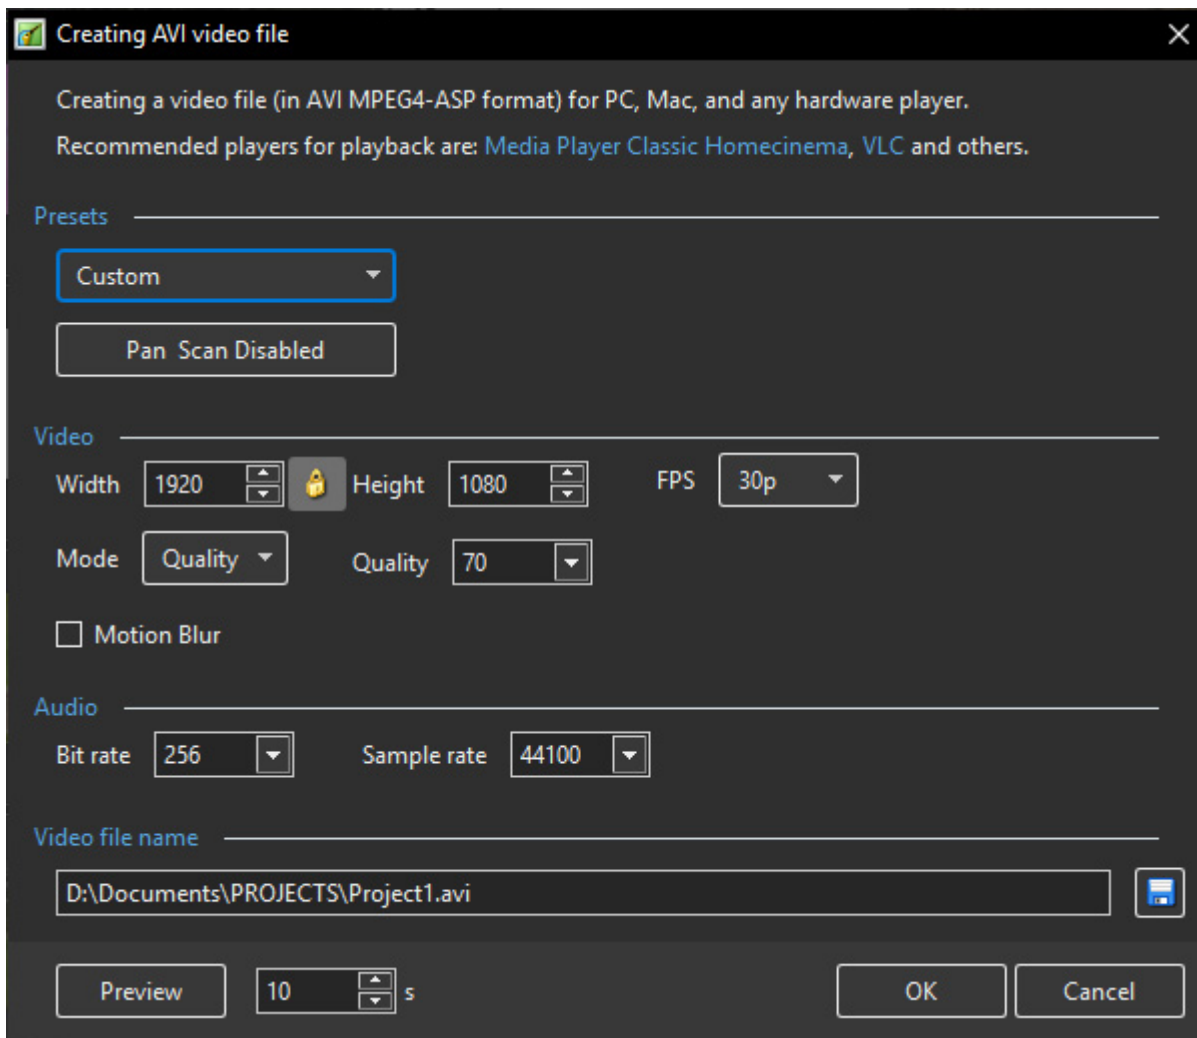 Creating AVI video file
Creating a video file (in AVI MPEG4-ASP format) for PC, Mac, and any hardware player.
Recommended players for playback are: Media Player Classic Homecinema, VLC and others.
Presets
Custom
Pan  Scan Disabled
Video
Width 1920 Height 1080 FPS 30p
Mode Quality Quality 70
Motion Blur
Audio
Bit rate 256 Sample rate 44100
Video file name
D:\Documents\PROJECTS\Project1.avi
Preview 10 s OK Cancel